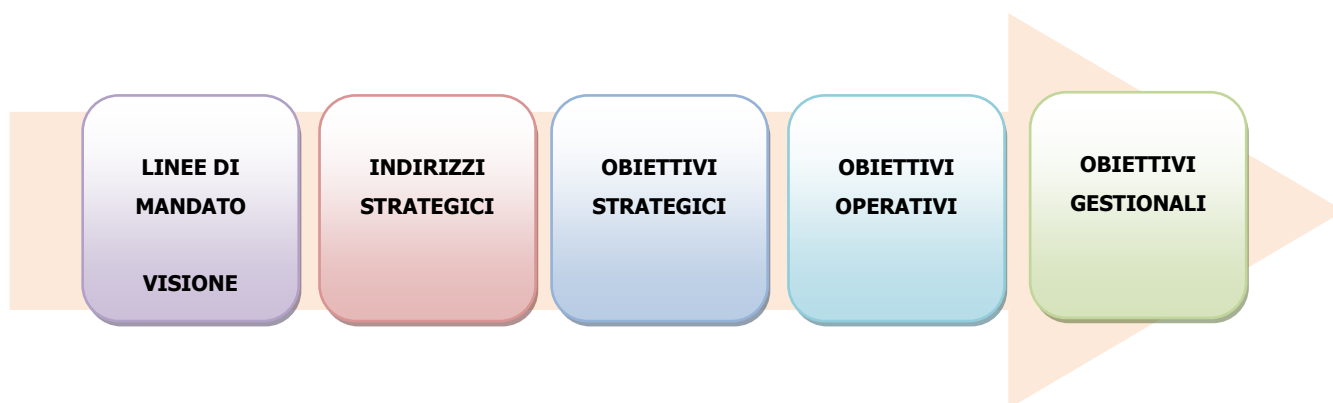 LINEE DI
MANDATO
VISIONE
INDIRIZZI
STRATEGICI
OBIETTIVI
STRATEGICI
OBIETTIVI
OPERATIVI
OBIETTIVI
GESTIONALI